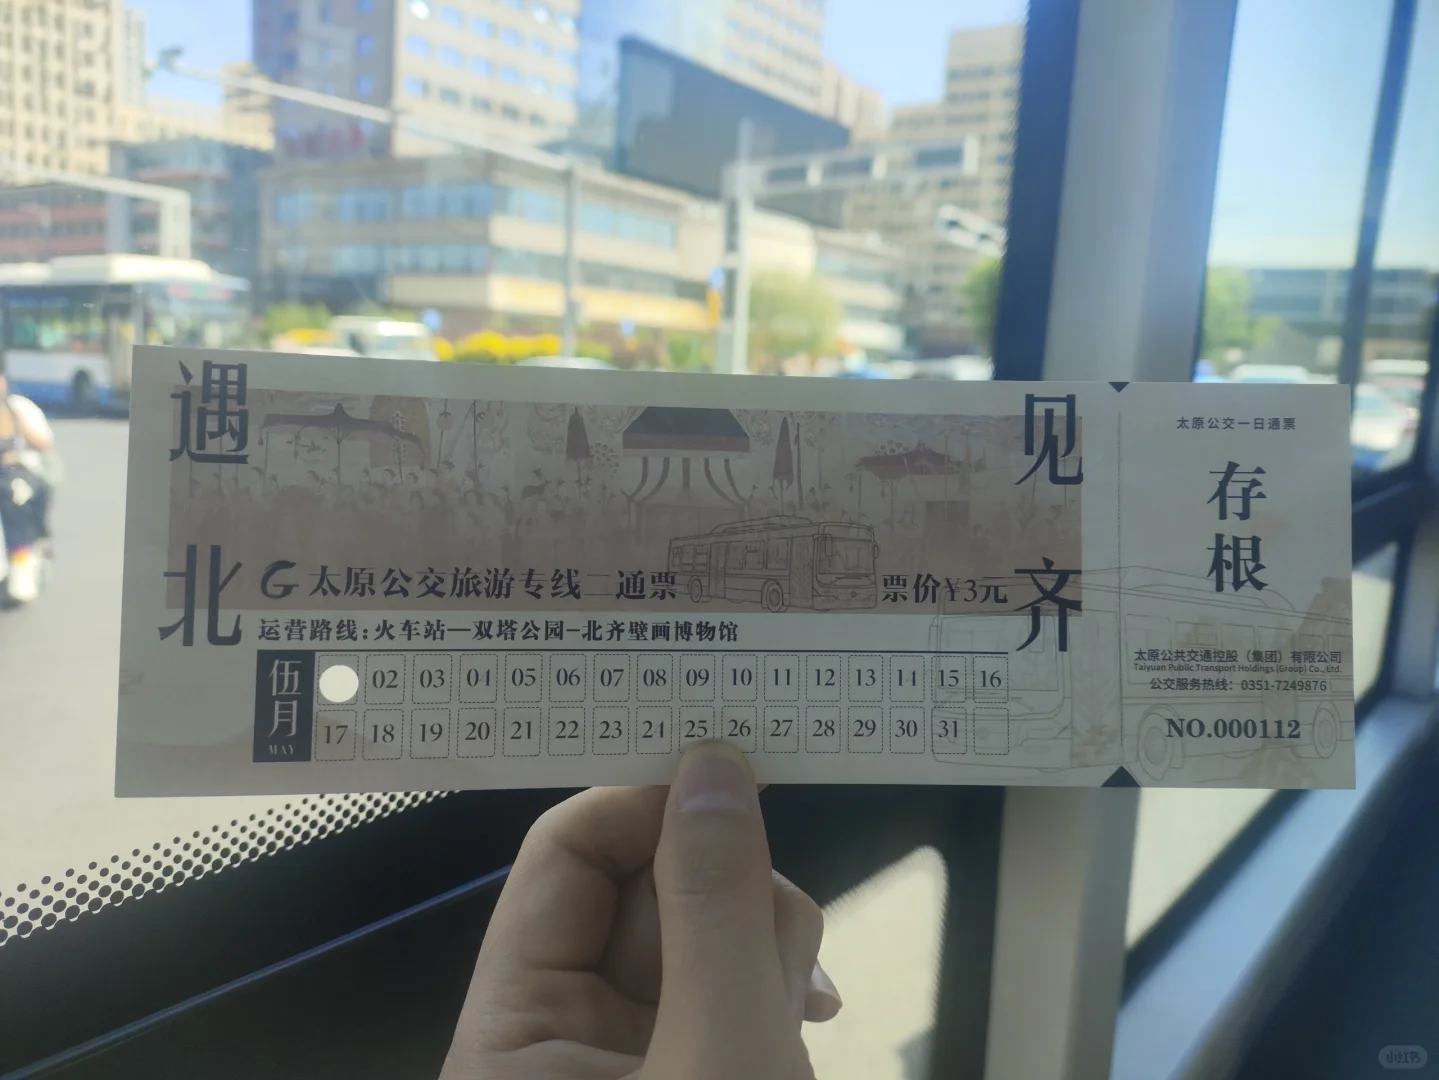 遇见
北齐
G 太原公交旅游专线二通票 票价¥3元
运营路线:火车站—双塔公园-北齐壁画博物馆
伍月
MAY
02 03 04 05 06 07 08 09 10 11 12 13 14 15 16
17 18 19 20 21 22 23 24 25 26 27 28 29 30 31
太原公交一日通票
存根
太原公共交通控股(集团)有限公司
Taiyuan Public Transport Holdings (Group) Co., Ltd.
公交服务热线: 0351-7249876
NO.000112
小红书